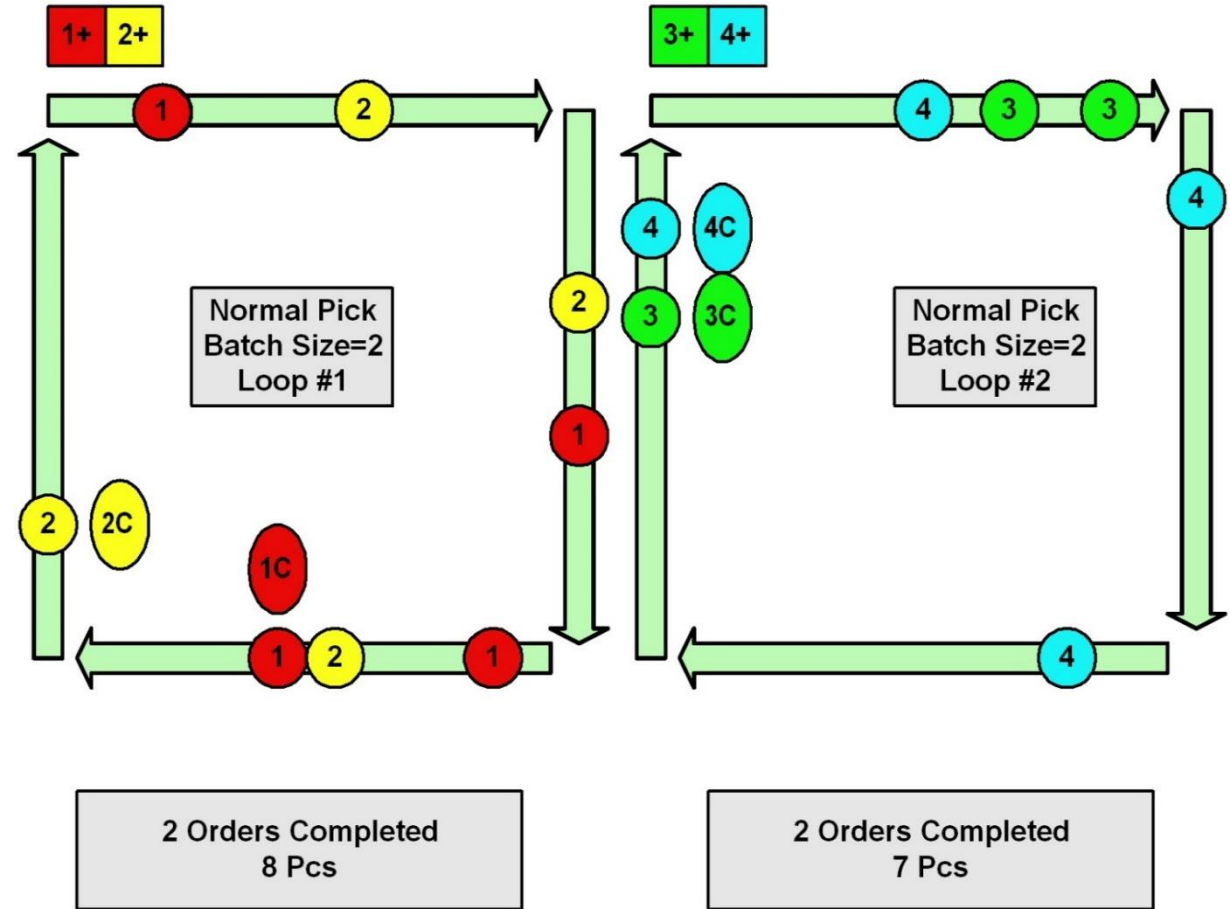 1+ 2+
3+ 4+
1 2
4 3 3
4
4 4C
2
3 3C
Normal Pick
Batch Size=2
Loop #1
Normal Pick
Batch Size=2
Loop #2
1
2 2C
1C
1 2 1
4
2 Orders Completed
8 Pcs
2 Orders Completed
7 Pcs